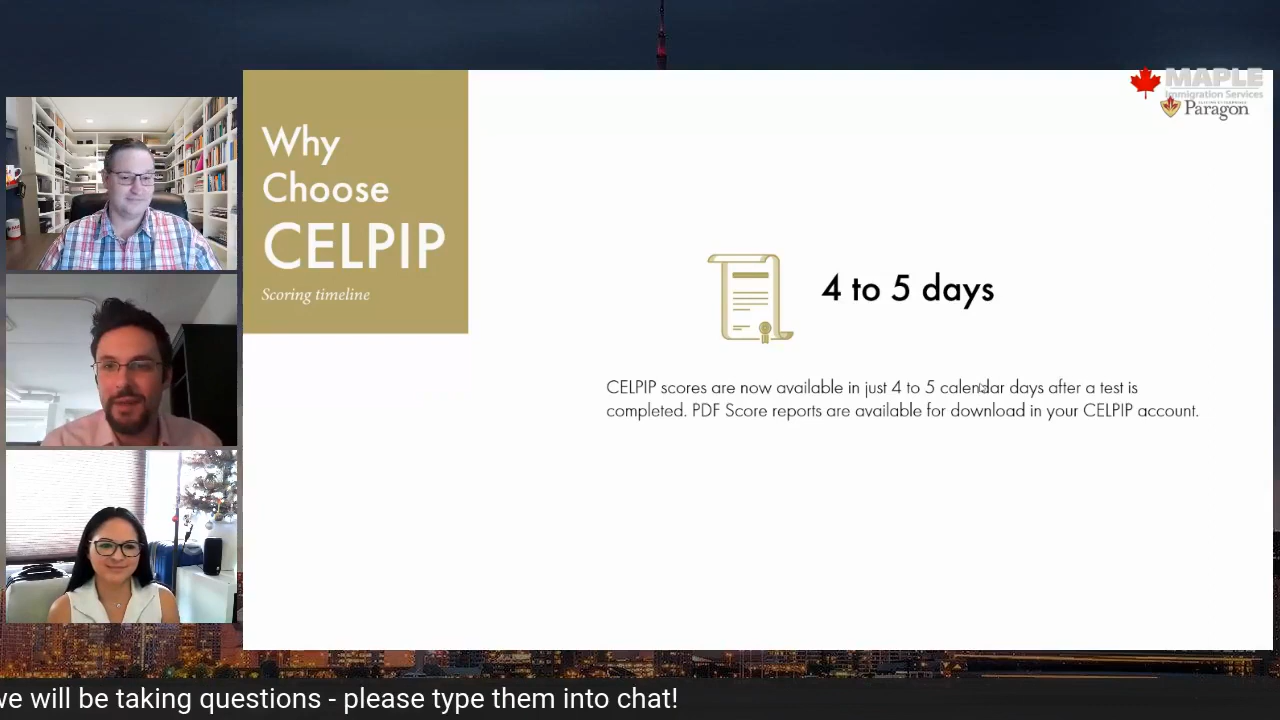 MAPLE
Immigration Services
Paragon
Why
Choose
CELPIP
Scoring timeline
4 to 5 days
CELPIP scores are now available in just 4 to 5 calendar days after a test is
completed. PDF Score reports are available for download in your CELPIP account.
we will be taking questions - please type them into chat!